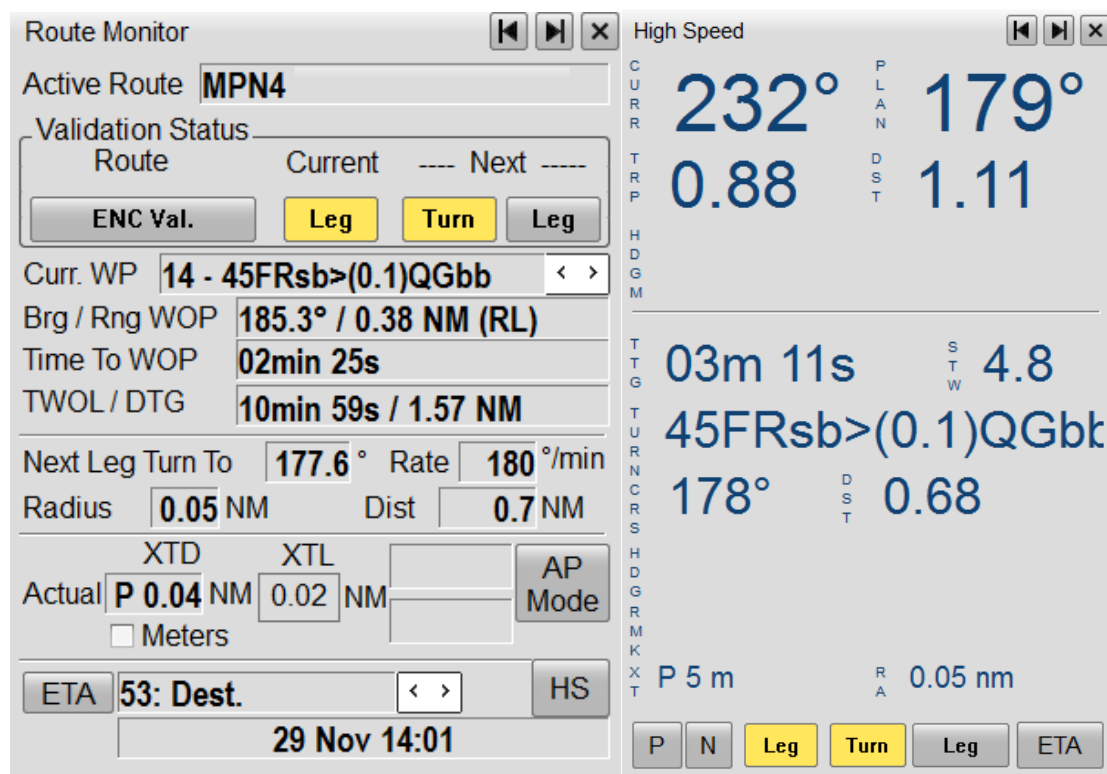 Route Monitor
Active Route MPN4
Validation Status
Route Current ---- Next -----
ENC Val. Leg Turn Leg
Curr. WP 14 - 45FRsb>(0.1)QGbb < >
Brg / Rng WOP 185.3° / 0.38 NM (RL)
Time To WOP 02min 25s
TWOL / DTG 10min 59s / 1.57 NM
Next Leg Turn To 177.6 ° Rate 180 °/min
Radius 0.05 NM Dist 0.7 NM
XTD XTL
Actual P 0.04 NM 0.02 NM AP Mode
Meters
ETA 53: Dest. < > HS
29 Nov 14:01
High Speed
CURR 232° PLAN 179°
TRP 0.88 DST 1.11
HDGM
TTG 03m 11s STW 4.8
TURN 45FRsb>(0.1)QGbb
CRS 178° DST 0.68
HDG
RMK
XT P 5 m RA 0.05 nm
P N Leg Turn Leg ETA